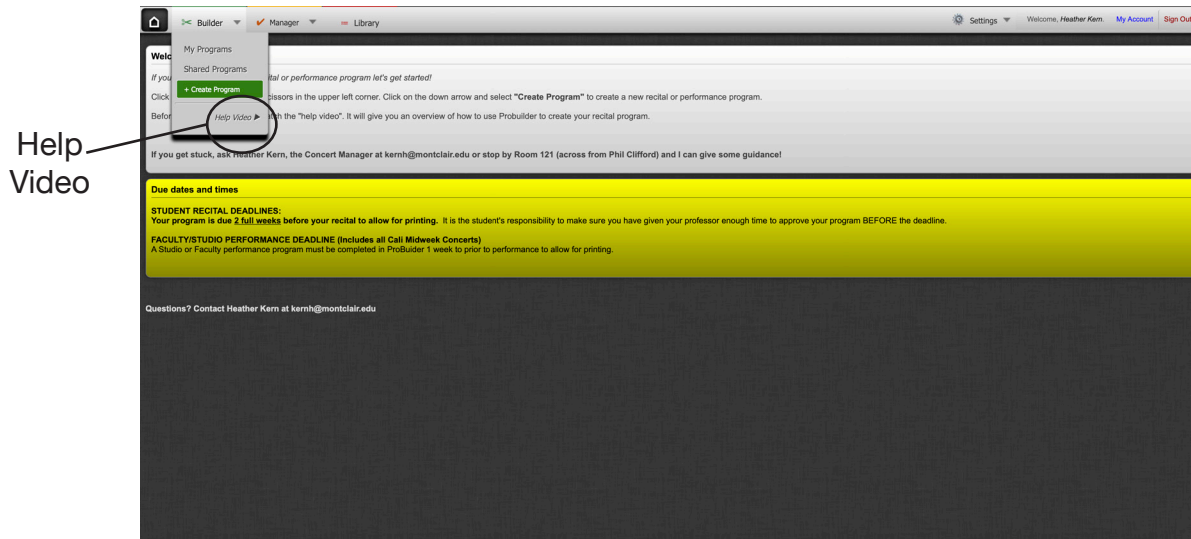 Builder Manager Library Settings Welcome, Heather Kern. My Account Sign Out
My Programs
Shared Programs
+ Create Program
Help Video
Welc
If you ital or performance program let's get started!
Click cissors in the upper left corner. Click on the down arrow and select "Create Program" to create a new recital or performance program.
Befor tch the "help video". It will give you an overview of how to use Probuilder to create your recital program.
If you get stuck, ask Heather Kern, the Concert Manager at kernh@montclair.edu or stop by Room 121 (across from Phil Clifford) and I can give some guidance!
Help
Video
Due dates and times
STUDENT RECITAL DEADLINES:
Your program is due 2 full weeks before your recital to allow for printing. It is the student's responsibility to make sure you have given your professor enough time to approve your program BEFORE the deadline.
FACULTY/STUDIO PERFORMANCE DEADLINE (Includes all Cali Midweek Concerts)
A Studio or Faculty performance program must be completed in ProBuider 1 week to prior to performance to allow for printing.
Questions? Contact Heather Kern at kernh@montclair.edu